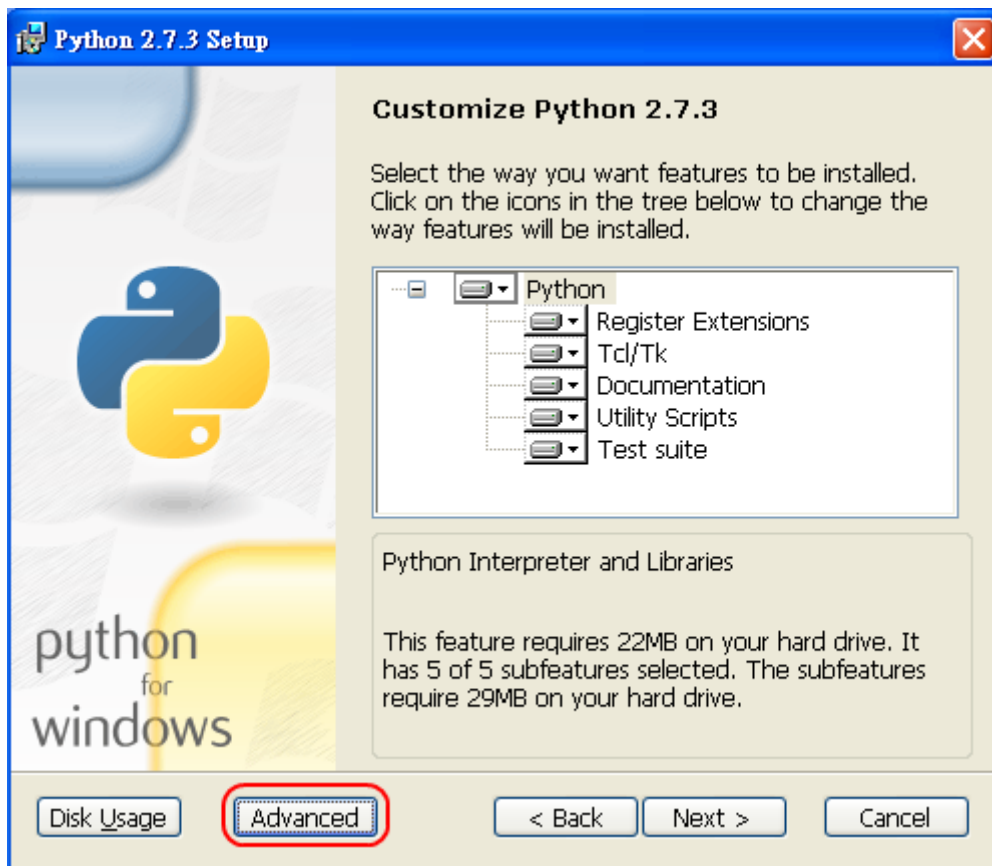 Python 2.7.3 Setup
Customize Python 2.7.3
Select the way you want features to be installed.
Click on the icons in the tree below to change the
way features will be installed.
Python
Register Extensions
Tcl/Tk
Documentation
Utility Scripts
Test suite
Python Interpreter and Libraries
This feature requires 22MB on your hard drive. It
has 5 of 5 subfeatures selected. The subfeatures
require 29MB on your hard drive.
python
for
windows
Disk Usage
Advanced
< Back
Next >
Cancel